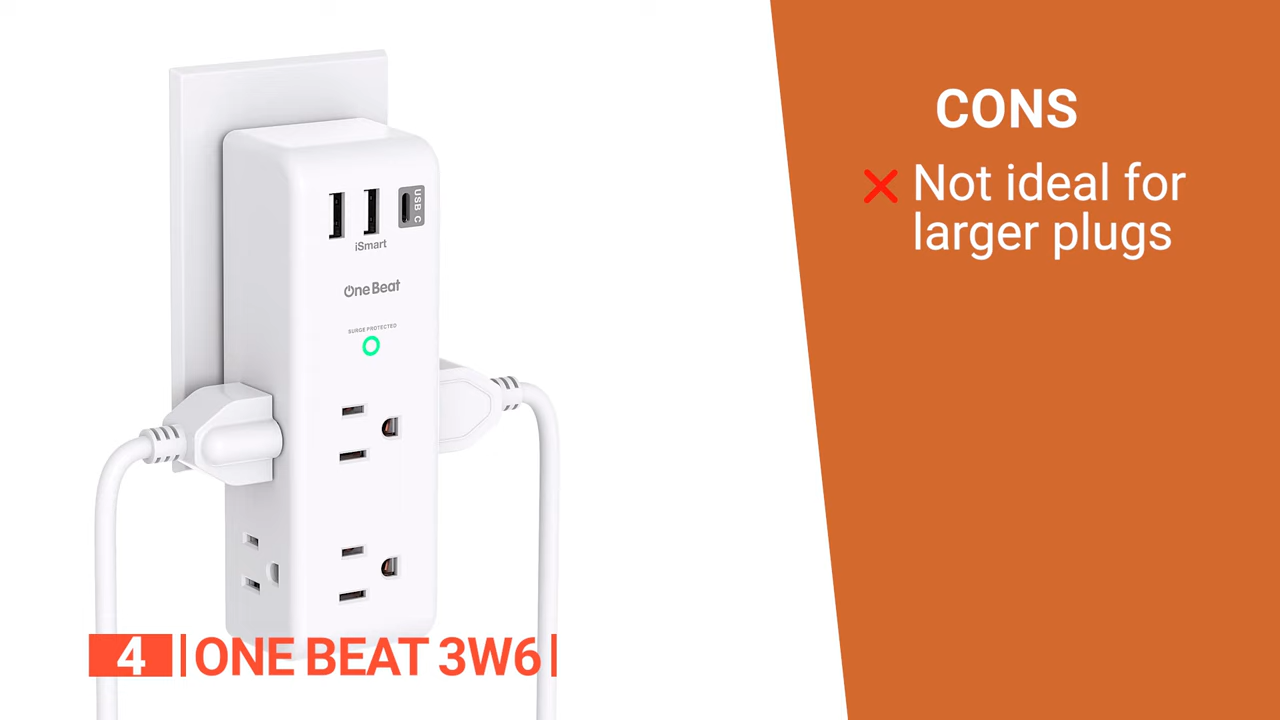 CONS
Not ideal for
larger plugs
USB C
iSmart
One Beat
SURGE PROTECTED
4
ONE BEAT 3W6